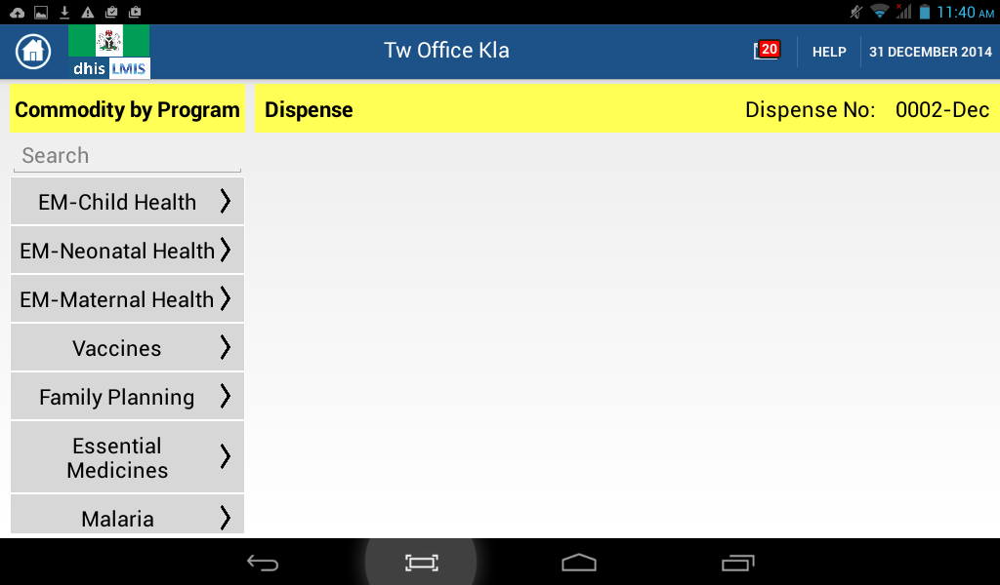 11:40 AM
dhis LMIS
Tw Office Kla
20
HELP
31 DECEMBER 2014
Commodity by Program
Dispense
Dispense No: 0002-Dec
Search
EM-Child Health
EM-Neonatal Health
EM-Maternal Health
Vaccines
Family Planning
Essential
Medicines
Malaria